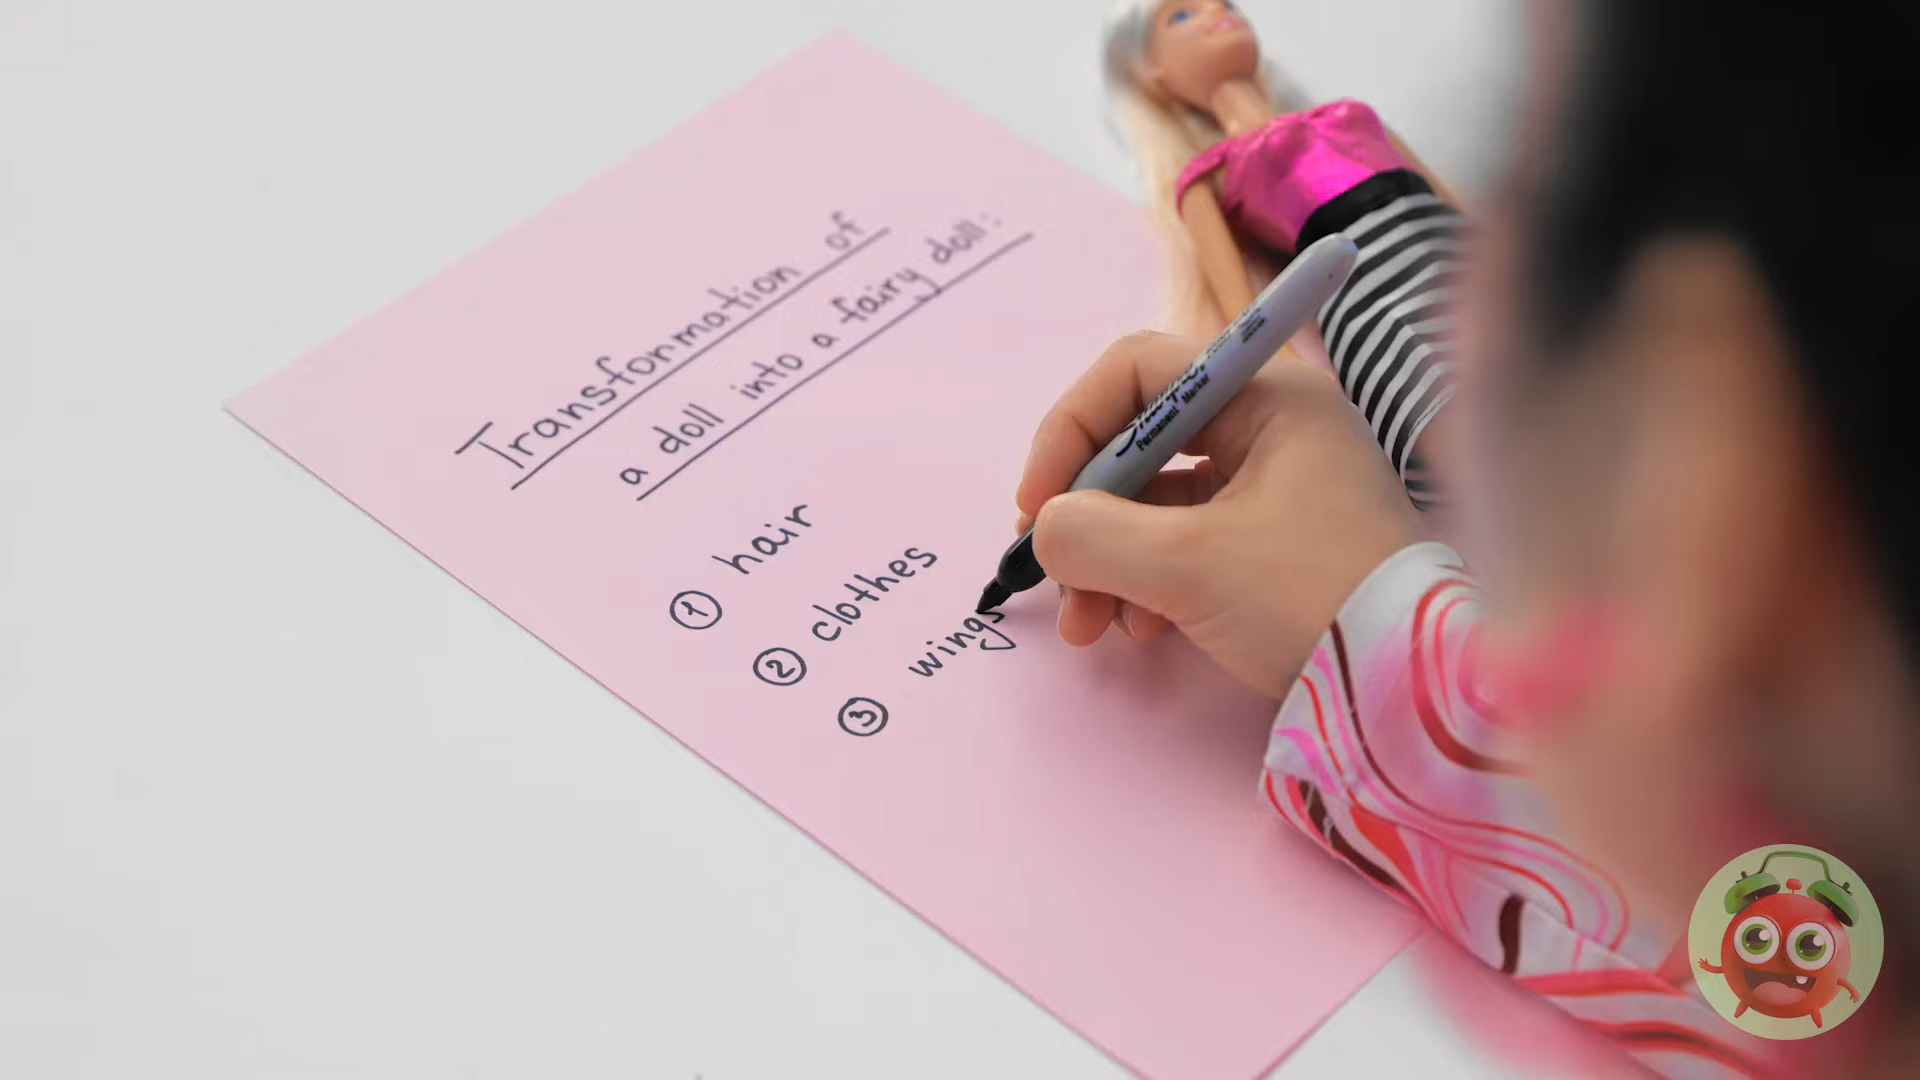 Transformation of
a doll into a fairy doll:
① hair
② clothes
③ wings
Sharpie
Permanent Marker